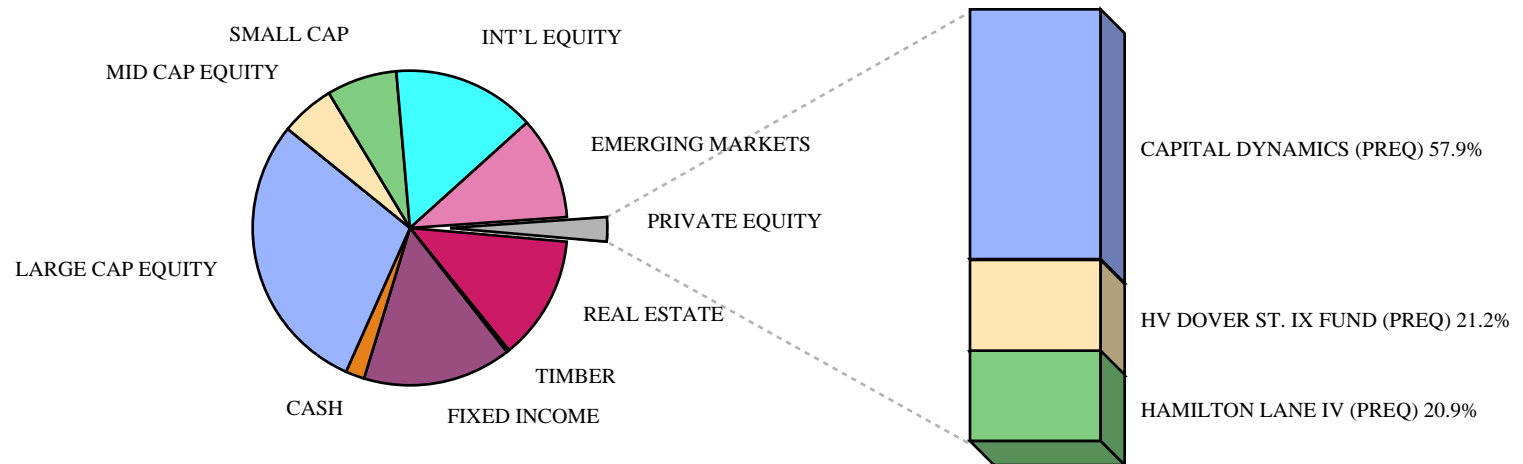 SMALL CAP
INT'L EQUITY
MID CAP EQUITY
EMERGING MARKETS
CAPITAL DYNAMICS (PREQ) 57.9%
PRIVATE EQUITY
LARGE CAP EQUITY
REAL ESTATE
HV DOVER ST. IX FUND (PREQ) 21.2%
TIMBER
CASH
FIXED INCOME
HAMILTON LANE IV (PREQ) 20.9%